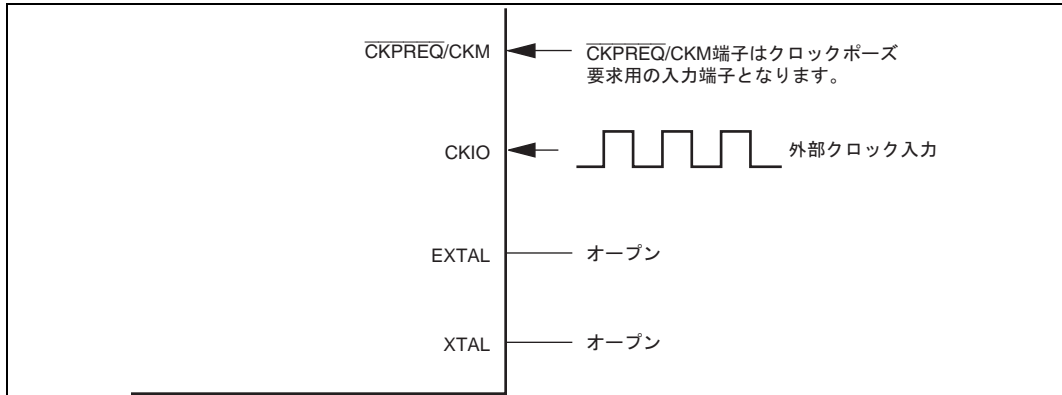 CKPREQ/CKM
CKPREQ/CKM端子はクロックポーズ
要求用の入力端子となります。
CKIO
外部クロック入力
EXTAL
オープン
XTAL
オープン